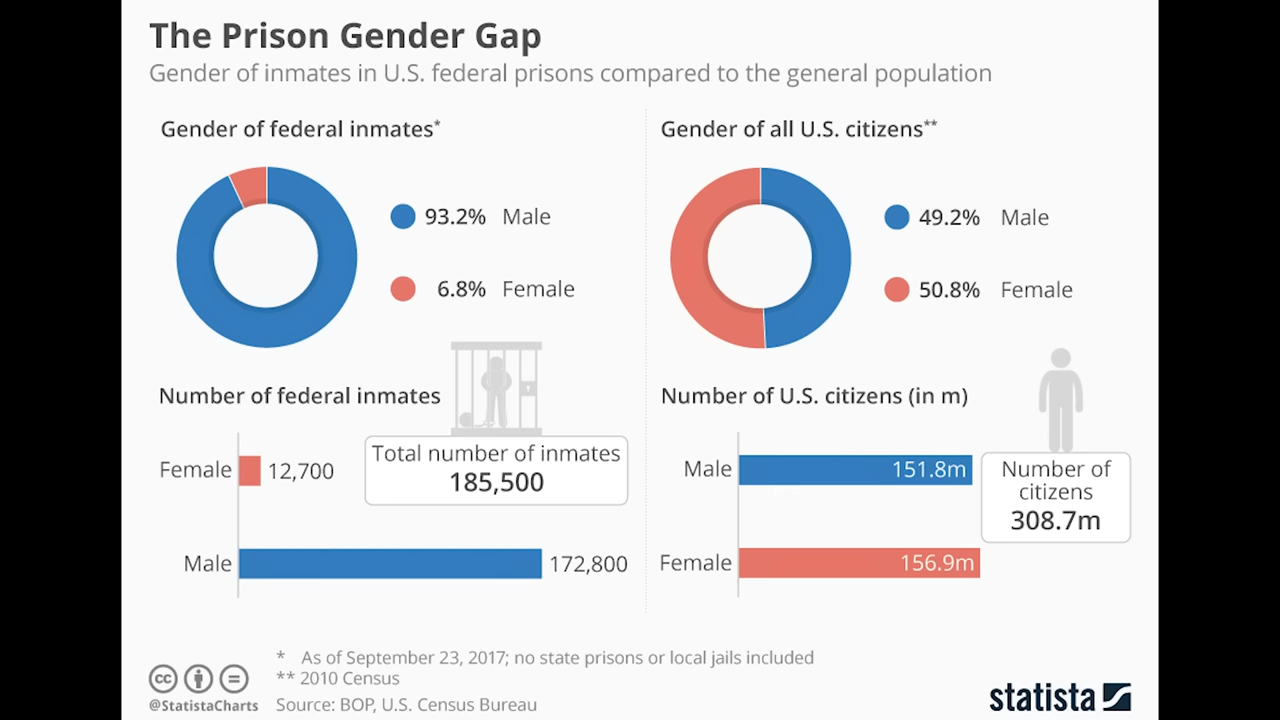 The Prison Gender Gap
Gender of inmates in U.S. federal prisons compared to the general population
Gender of federal inmates*
93.2% Male
6.8% Female
Number of federal inmates
Total number of inmates
185,500
Female 12,700
Male 172,800
Gender of all U.S. citizens**
49.2% Male
50.8% Female
Number of U.S. citizens (in m)
Male 151.8m
Number of
citizens
308.7m
Female 156.9m
* As of September 23, 2017; no state prisons or local jails included
** 2010 Census
Source: BOP, U.S. Census Bureau
cc
@StatistaCharts
statista